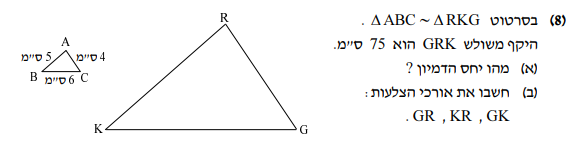 (8) בסרטוט ΔABC ~ ΔRKG .
היקף משולש GRK הוא 75 ס״מ.
(א) מהו יחס הדמיון ?
(ב) חשבו את אורכי הצלעות :
GR , KR , GK .
R
A
5 ס״מ
4 ס״מ
B
6 ס״מ
C
K
G